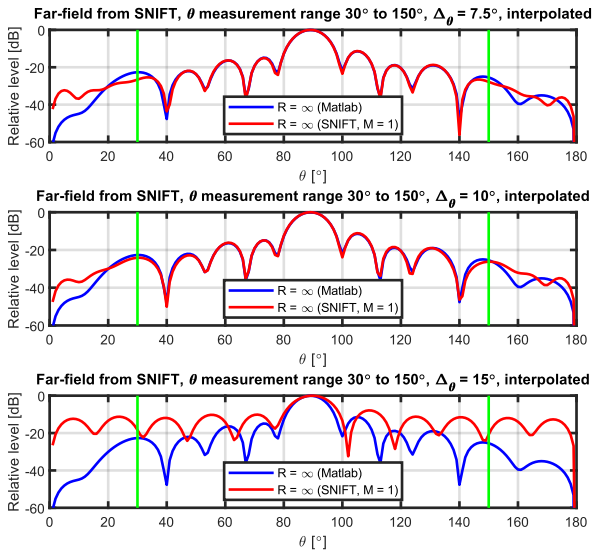 Far-field from SNIFT, θ measurement range 30° to 150°, Δθ = 7.5°, interpolated
Relative level [dB]
0
-20
-40
-60
R = ∞ (Matlab)
R = ∞ (SNIFT, M = 1)
0 20 40 60 80 100 120 140 160 180
θ [°]
Far-field from SNIFT, θ measurement range 30° to 150°, Δθ = 10°, interpolated
Relative level [dB]
0
-20
-40
-60
R = ∞ (Matlab)
R = ∞ (SNIFT, M = 1)
0 20 40 60 80 100 120 140 160 180
θ [°]
Far-field from SNIFT, θ measurement range 30° to 150°, Δθ = 15°, interpolated
Relative level [dB]
0
-20
-40
-60
R = ∞ (Matlab)
R = ∞ (SNIFT, M = 1)
0 20 40 60 80 100 120 140 160 180
θ [°]